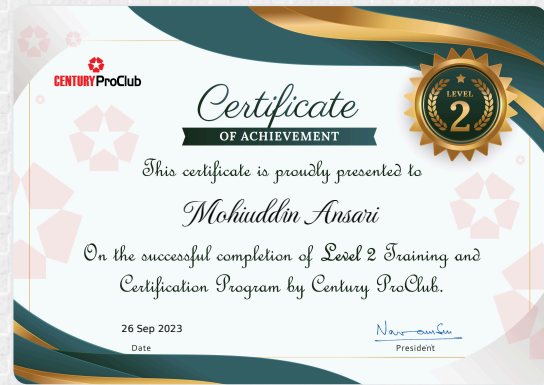 CENTURY ProClub
Certificate
OF ACHIEVEMENT
LEVEL
2
This certificate is proudly presented to
Mohiuddin Ansari
On the successful completion of Level 2 Training and
Certification Program by Century ProClub.
26 Sep 2023
Date
President